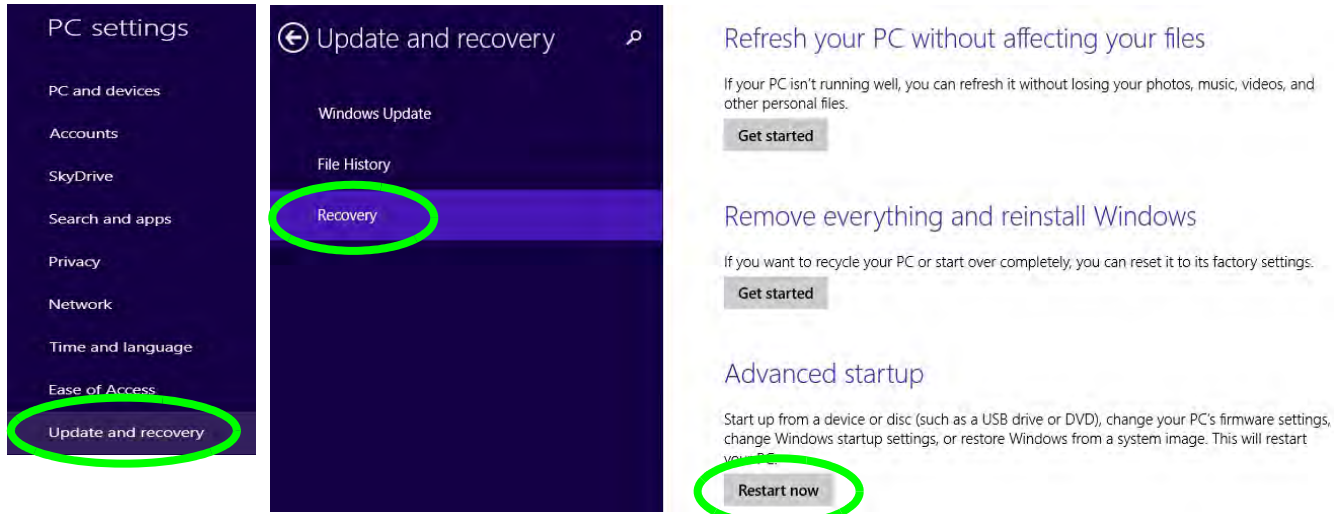 PC settings
PC and devices
Accounts
SkyDrive
Search and apps
Privacy
Network
Time and language
Ease of Access
Update and recovery
Update and recovery
Windows Update
File History
Recovery
Refresh your PC without affecting your files
If your PC isn't running well, you can refresh it without losing your photos, music, videos, and
other personal files.
Get started
Remove everything and reinstall Windows
If you want to recycle your PC or start over completely, you can reset it to its factory settings.
Get started
Advanced startup
Start up from a device or disc (such as a USB drive or DVD), change your PC's firmware settings,
change Windows startup settings, or restore Windows from a system image. This will restart
your PC.
Restart now